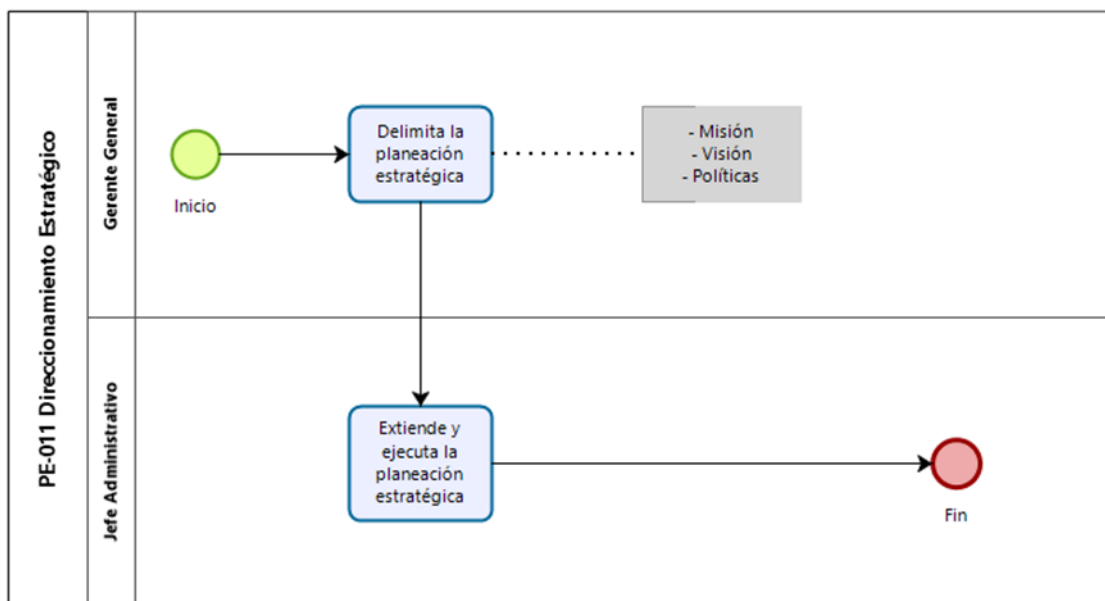 PE-011 Direccionamiento Estratégico
Gerente General
Inicio
Delimita la
planeación
estratégica
- Misión
- Visión
- Políticas
Jefe Administrativo
Extiende y
ejecuta la
planeación
estratégica
Fin